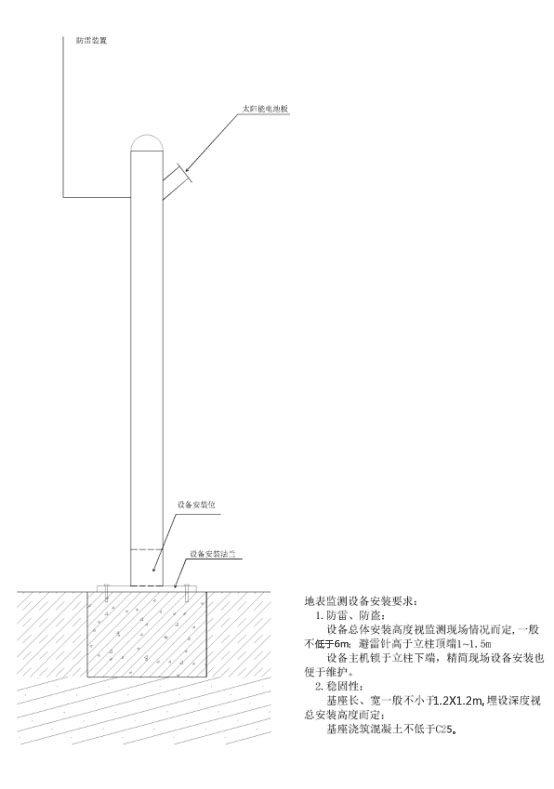 防雷装置
太阳能电池板
设备安装位
设备安装法兰
地表监测设备安装要求：
1.防雷、防盗：
设备总体安装高度视监测现场情况而定,一般
不低于6m；避雷针高于立柱顶端1~1.5m
设备主机锁于立柱下端，精简现场设备安装也
便于维护。
2.稳固性：
基座长、宽一般不小于1.2X1.2m,埋设深度视
总安装高度而定；
基座浇筑混凝土不低于C25。